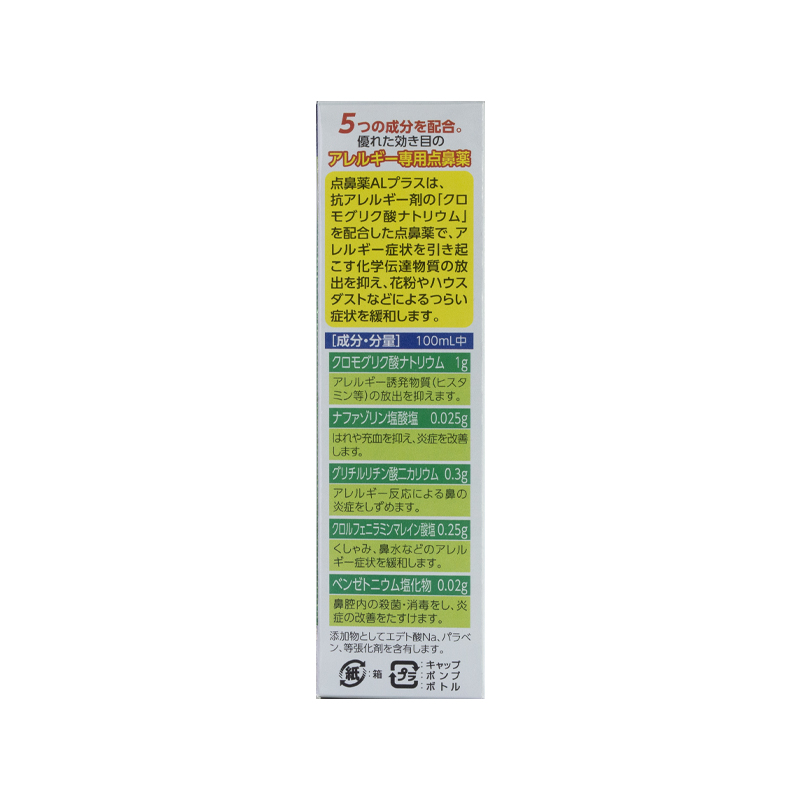 5つの成分を配合。
優れた効き目の
アレルギー専用点鼻薬
点鼻薬ALプラスは、
抗アレルギー剤の「クロ
モグリク酸ナトリウム」
を配合した点鼻薬で、ア
レルギー症状を引き起
こす化学伝達物質の放
出を抑え、花粉やハウス
ダストなどによるつらい
症状を緩和します。
[成分・分量] 100mL中
クロモグリク酸ナトリウム 1g
アレルギー誘発物質(ヒスタ
ミン等)の放出を抑えます。
ナファゾリン塩酸塩 0.025g
はれや充血を抑え、炎症を改善
します。
グリチルリチン酸二カリウム 0.3g
アレルギー反応による鼻の
炎症をしずめます。
クロルフェニラミンマレイン酸塩 0.25g
くしゃみ、鼻水などのアレル
ギー症状を緩和します。
ベンゼトニウム塩化物 0.02g
鼻腔内の殺菌・消毒をし、炎
症の改善をたすけます。
添加物としてエデト酸Na、パラベ
ン、等張化剤を含有します。
紙:箱
プラ:キャップ
:ポンプ
:ボトル